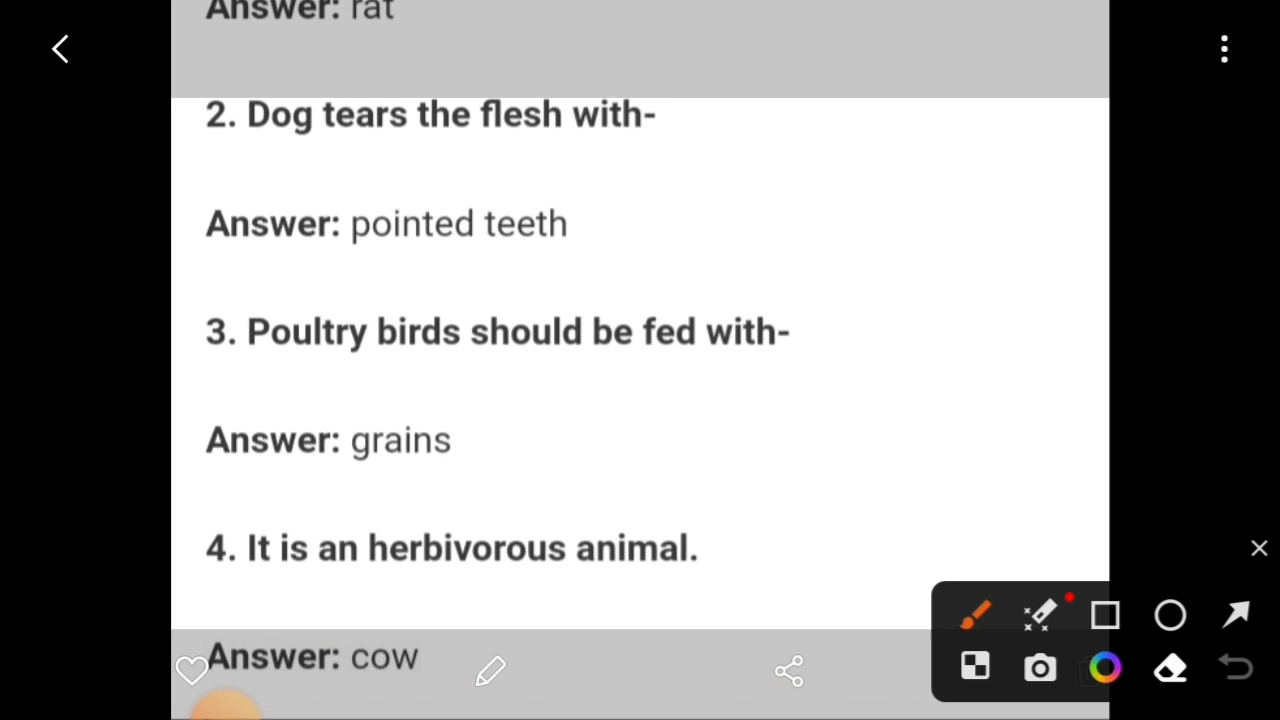 Answer: rat
2. Dog tears the flesh with-
Answer: pointed teeth
3. Poultry birds should be fed with-
Answer: grains
4. It is an herbivorous animal.
Answer: cow